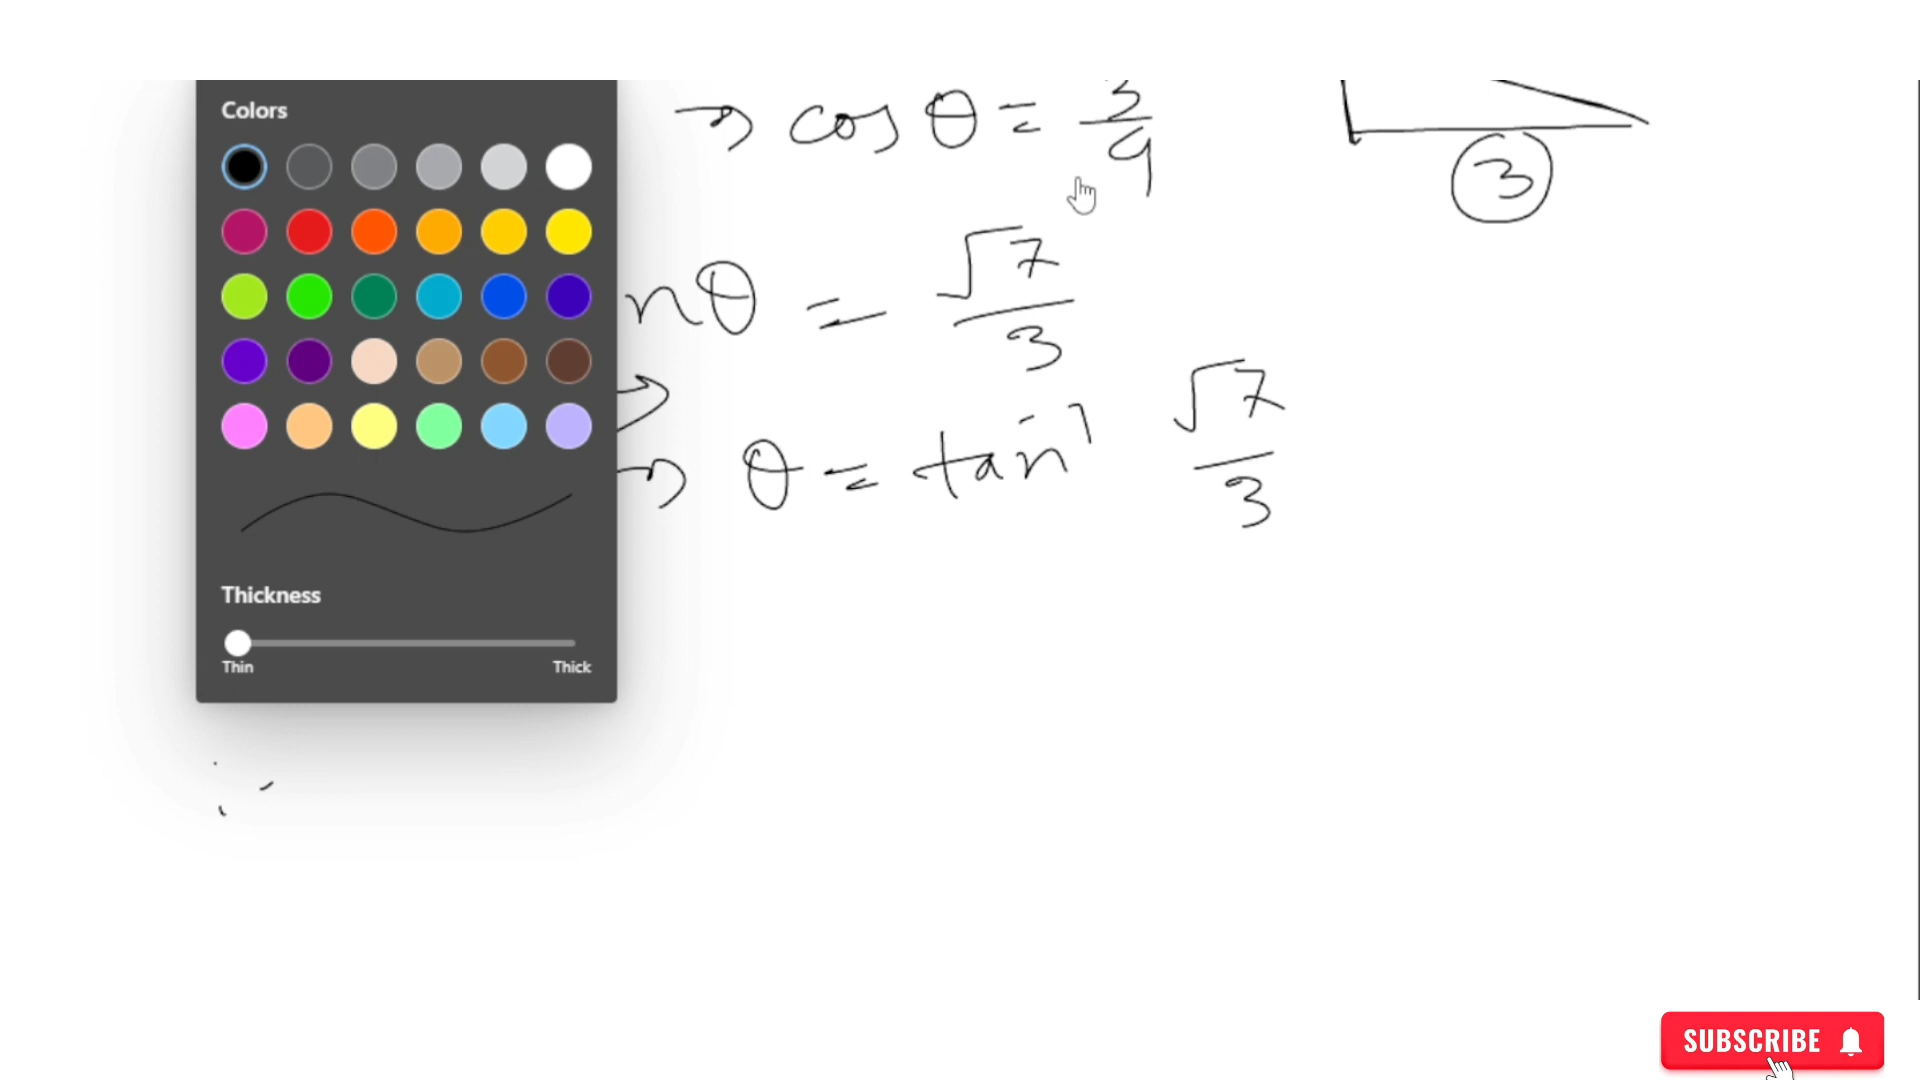 Colors
⇒ cos θ = 3/4
3
nθ = √7/3
⇒ θ = tan⁻¹ √7/3
Thickness
Thin Thick
SUBSCRIBE